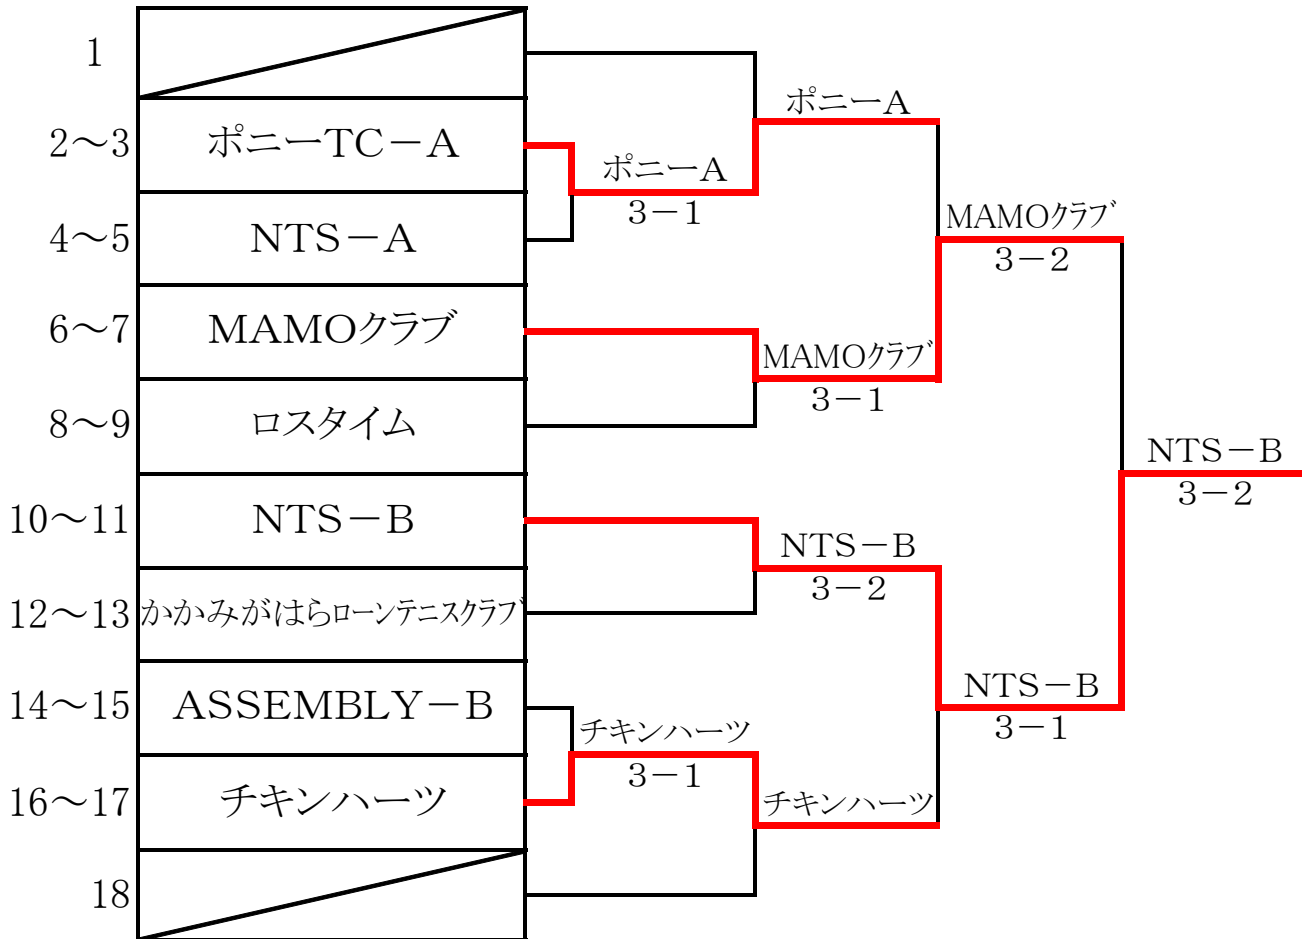 1
2～3 ポニーTC－A
4～5 NTS－A
6～7 MAMOクラブ
8～9 ロスタイム
10～11 NTS－B
12～13 かかみがはらローンテニスクラブ
14～15 ASSEMBLY－B
16～17 チキンハーツ
18
ポニーA
3－1
チキンハーツ
3－1
ポニーA
MAMOクラブ
3－1
NTS－B
3－2
チキンハーツ
MAMOクラブ
3－2
NTS－B
3－1
NTS－B
3－2